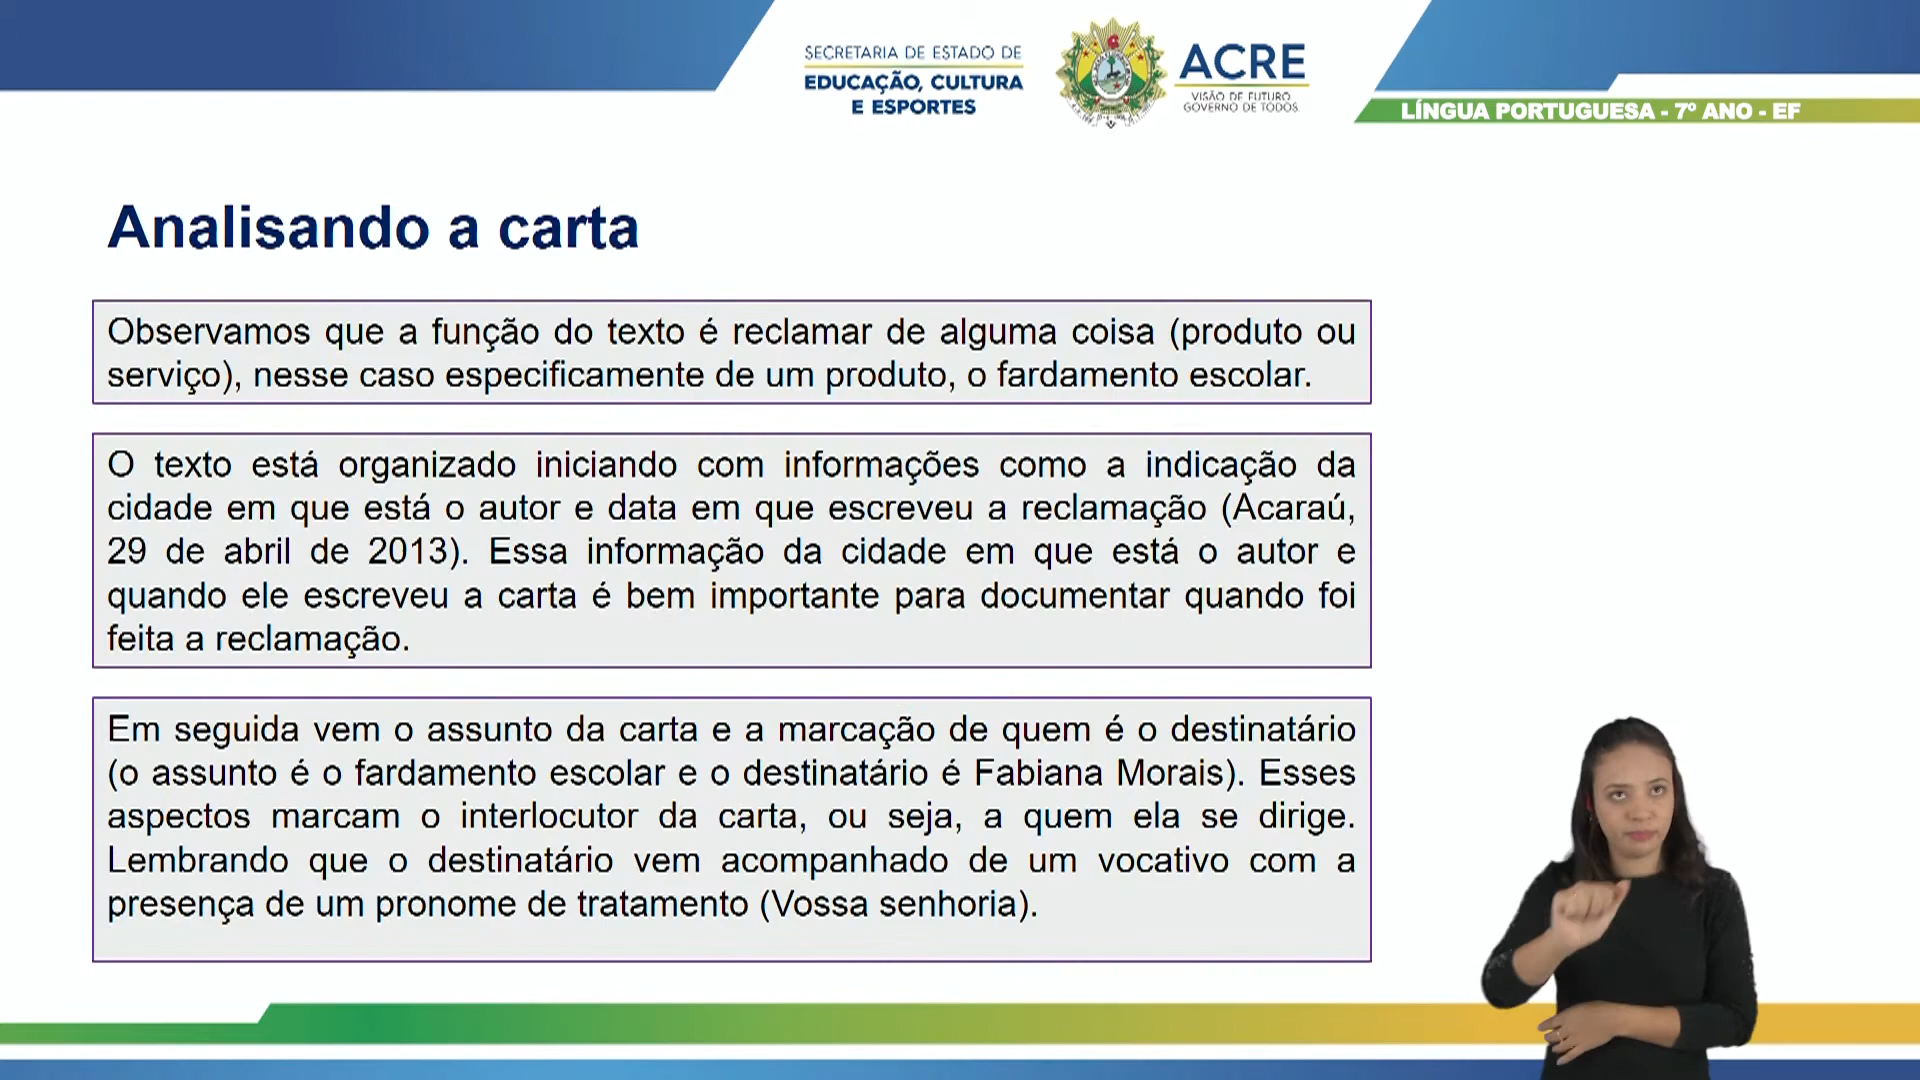 SECRETARIA DE ESTADO DE
EDUCAÇÃO, CULTURA
E ESPORTES
ACRE
VISÃO DE FUTURO
GOVERNO DE TODOS
LÍNGUA PORTUGUESA - 7º ANO - EF
Analisando a carta
Observamos que a função do texto é reclamar de alguma coisa (produto ou
serviço), nesse caso especificamente de um produto, o fardamento escolar.
O texto está organizado iniciando com informações como a indicação da
cidade em que está o autor e data em que escreveu a reclamação (Acaraú,
29 de abril de 2013). Essa informação da cidade em que está o autor e
quando ele escreveu a carta é bem importante para documentar quando foi
feita a reclamação.
Em seguida vem o assunto da carta e a marcação de quem é o destinatário
(o assunto é o fardamento escolar e o destinatário é Fabiana Morais). Esses
aspectos marcam o interlocutor da carta, ou seja, a quem ela se dirige.
Lembrando que o destinatário vem acompanhado de um vocativo com a
presença de um pronome de tratamento (Vossa senhoria).